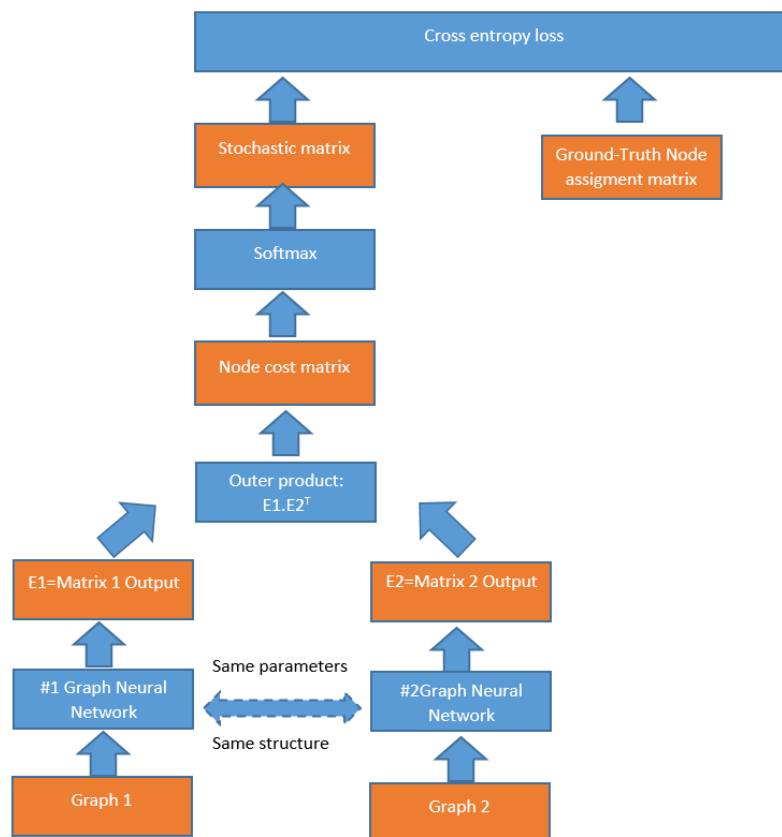 Cross entropy loss
Stochastic matrix
Ground-Truth Node
assigment matrix
Softmax
Node cost matrix
Outer product:
E1.E2ᵀ
E1=Matrix 1 Output
E2=Matrix 2 Output
Same parameters
#1 Graph Neural
Network
#2Graph Neural
Network
Same structure
Graph 1
Graph 2